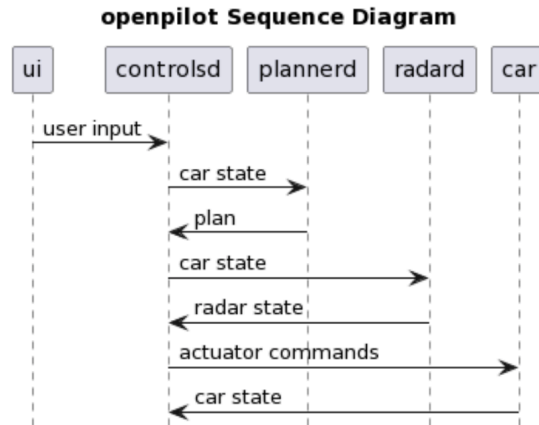 openpilot Sequence Diagram
ui controlsd plannerd radard car
user input
car state
plan
car state
radar state
actuator commands
car state